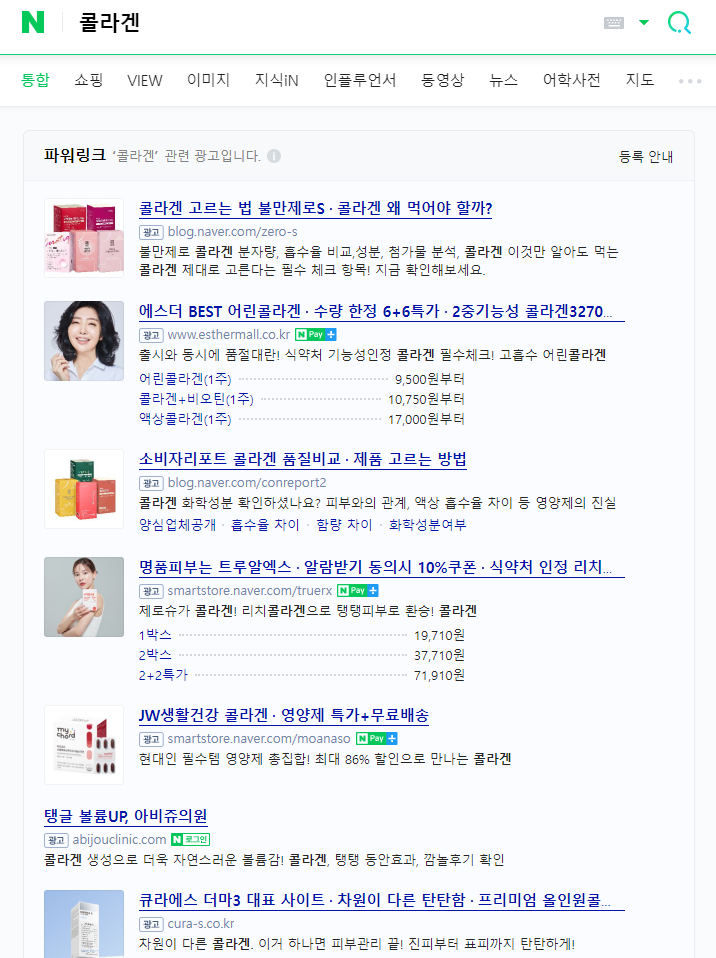 N 콜라겐
통합 쇼핑 VIEW 이미지 지식iN 인플루언서 동영상 뉴스 어학사전 지도
파워링크 '콜라겐' 관련 광고입니다. 등록 안내
콜라겐 고르는 법 불만제로S · 콜라겐 왜 먹어야 할까?
광고 blog.naver.com/zero-s
불만제로 콜라겐 분자량, 흡수율 비교,성분, 첨가물 분석, 콜라겐 이것만 알아도 먹는
콜라겐 제대로 고른다는 필수 체크 항목! 지금 확인해보세요.
에스더 BEST 어린콜라겐 · 수량 한정 6+6특가 · 2중기능성 콜라겐3270...
광고 www.esthermall.co.kr N Pay +
출시와 동시에 품절대란! 식약처 기능성인정 콜라겐 필수체크! 고흡수 어린콜라겐
어린콜라겐(1주) 9,500원부터
콜라겐+비오틴(1주) 10,750원부터
액상콜라겐(1주) 17,000원부터
소비자리포트 콜라겐 품질비교 · 제품 고르는 방법
광고 blog.naver.com/conreport2
콜라겐 화학성분 확인하셨나요? 피부와의 관계, 액상 흡수율 차이 등 영양제의 진실
양심업체공개 · 흡수율 차이 · 함량 차이 · 화학성분여부
명품피부는 트루알엑스 · 알람받기 동의시 10%쿠폰 · 식약처 인정 리치...
광고 smartstore.naver.com/truerx N Pay +
제로슈가 콜라겐! 리치콜라겐으로 탱탱피부로 환승! 콜라겐
1박스 19,710원
2박스 37,710원
2+2특가 71,910원
JW생활건강 콜라겐 · 영양제 특가+무료배송
광고 smartstore.naver.com/moanaso N Pay +
현대인 필수템 영양제 총집합! 최대 86% 할인으로 만나는 콜라겐
my chord
탱글 볼륨UP, 아비쥬의원
광고 abijouclinic.com N 로그인
콜라겐 생성으로 더욱 자연스러운 볼륨감! 콜라겐, 탱탱 동안효과, 깜놀후기 확인
큐라에스 더마3 대표 사이트 · 차원이 다른 탄탄함 · 프리미엄 올인원콜...
광고 cura-s.co.kr
차원이 다른 콜라겐. 이거 하나면 피부관리 끝! 진피부터 표피까지 탄탄하게!